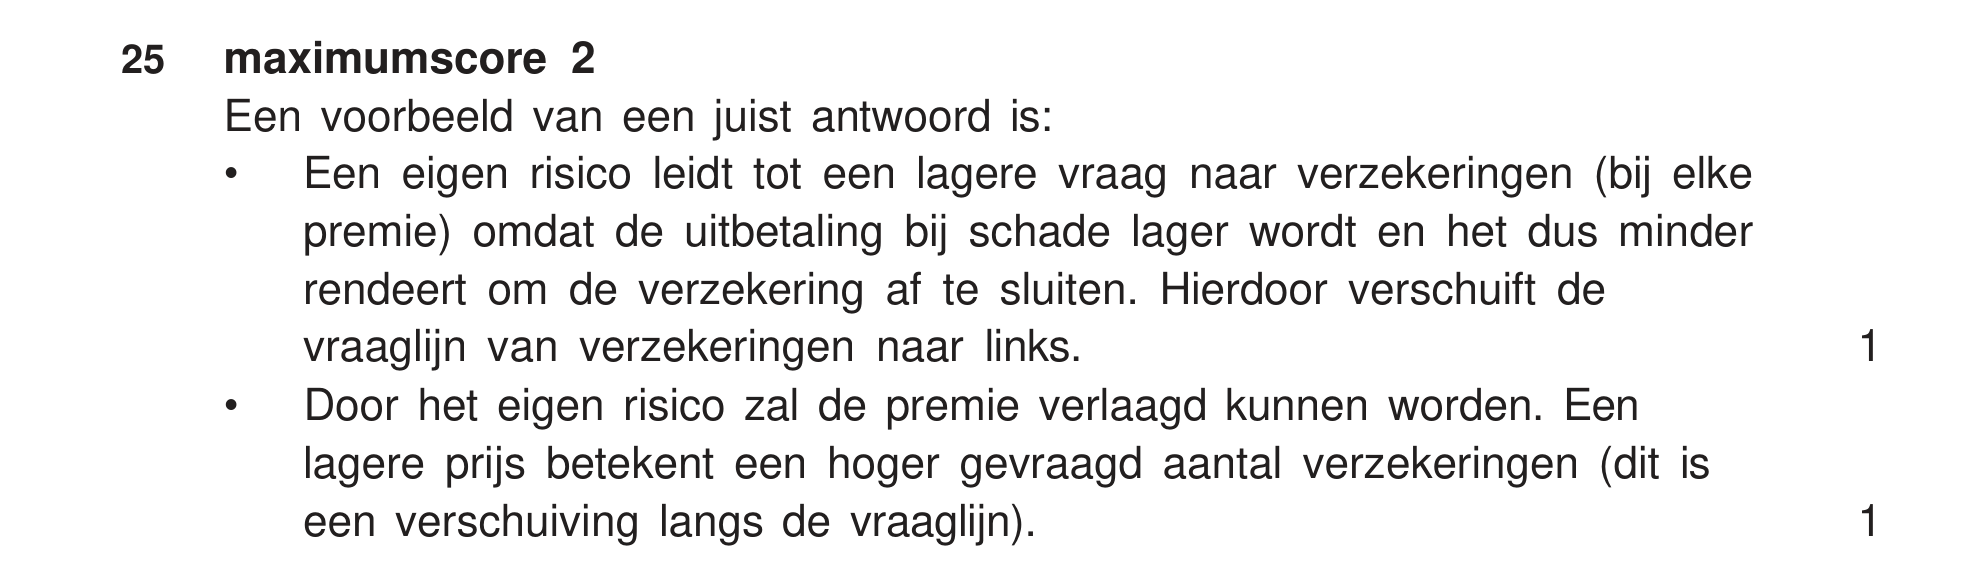 25 maximumscore 2
Een voorbeeld van een juist antwoord is:
• Een eigen risico leidt tot een lagere vraag naar verzekeringen (bij elke
premie) omdat de uitbetaling bij schade lager wordt en het dus minder
rendeert om de verzekering af te sluiten. Hierdoor verschuift de
vraaglijn van verzekeringen naar links. 1
• Door het eigen risico zal de premie verlaagd kunnen worden. Een
lagere prijs betekent een hoger gevraagd aantal verzekeringen (dit is
een verschuiving langs de vraaglijn). 1